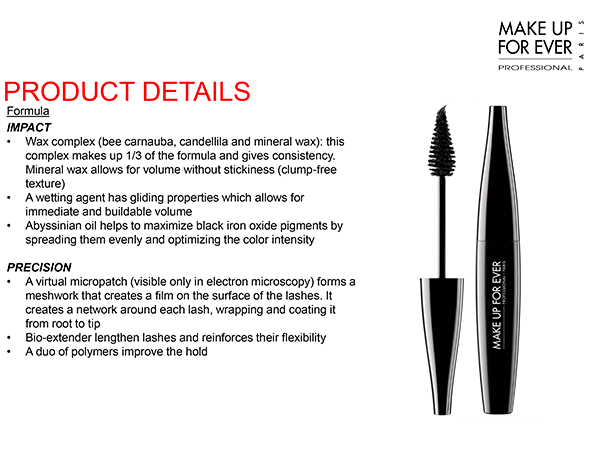 MAKE UP
FOR EVER
PROFESSIONAL
PARIS
PRODUCT DETAILS
Formula
IMPACT
• Wax complex (bee carnauba, candellila and mineral wax): this
complex makes up 1/3 of the formula and gives consistency.
Mineral wax allows for volume without stickiness (clump-free
texture)
• A wetting agent has gliding properties which allows for
immediate and buildable volume
• Abyssinian oil helps to maximize black iron oxide pigments by
spreading them evenly and optimizing the color intensity
PRECISION
• A virtual micropatch (visible only in electron microscopy) forms a
meshwork that creates a film on the surface of the lashes. It
creates a network around each lash, wrapping and coating it
from root to tip
• Bio-extender lengthen lashes and reinforces their flexibility
• A duo of polymers improve the hold
MAKE UP FOR EVER
PROFESSIONAL - PARIS